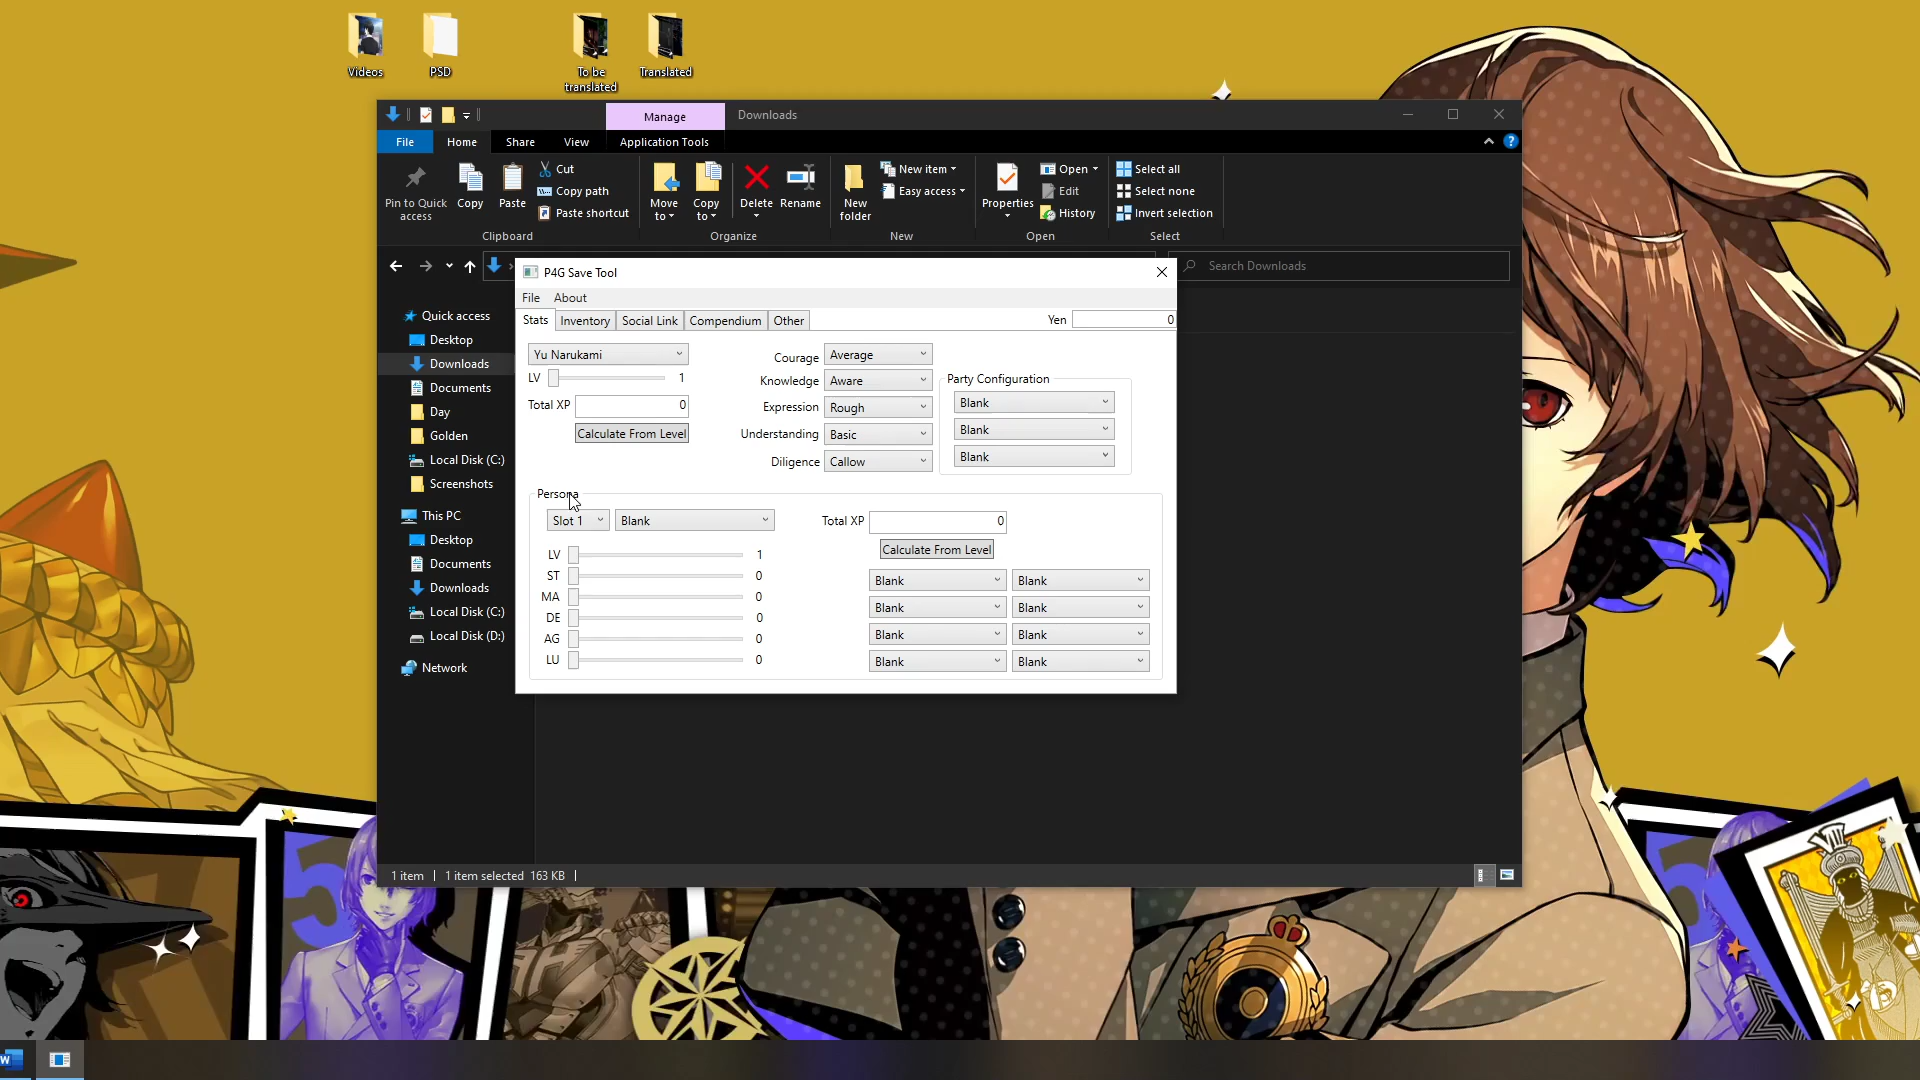 Videos
PSD
To be
translated
Translated
Manage
Downloads
File
Home
Share
View
Application Tools
Pin to Quick
access
Copy
Paste
Cut
Copy path
Paste shortcut
Clipboard
Move
to
Copy
to
Delete
Rename
Organize
New
folder
New item
Easy access
New
Properties
Open
Edit
History
Open
Select all
Select none
Invert selection
Select
Search Downloads
Quick access
Desktop
Downloads
Documents
Day
Golden
Local Disk (C:)
Screenshots
This PC
Desktop
Documents
Downloads
Local Disk (C:)
Local Disk (D:)
Network
P4G Save Tool
File
About
Stats
Inventory
Social Link
Compendium
Other
Yen
0
Yu Narukami
LV
1
Total XP
0
Calculate From Level
Courage
Average
Knowledge
Aware
Expression
Rough
Understanding
Basic
Diligence
Callow
Party Configuration
Blank
Blank
Blank
Persona
Slot 1
Blank
LV
1
ST
0
MA
0
DE
0
AG
0
LU
0
Total XP
0
Calculate From Level
Blank
Blank
Blank
Blank
Blank
Blank
Blank
Blank
1 item
1 item selected 163 KB
5
5
W